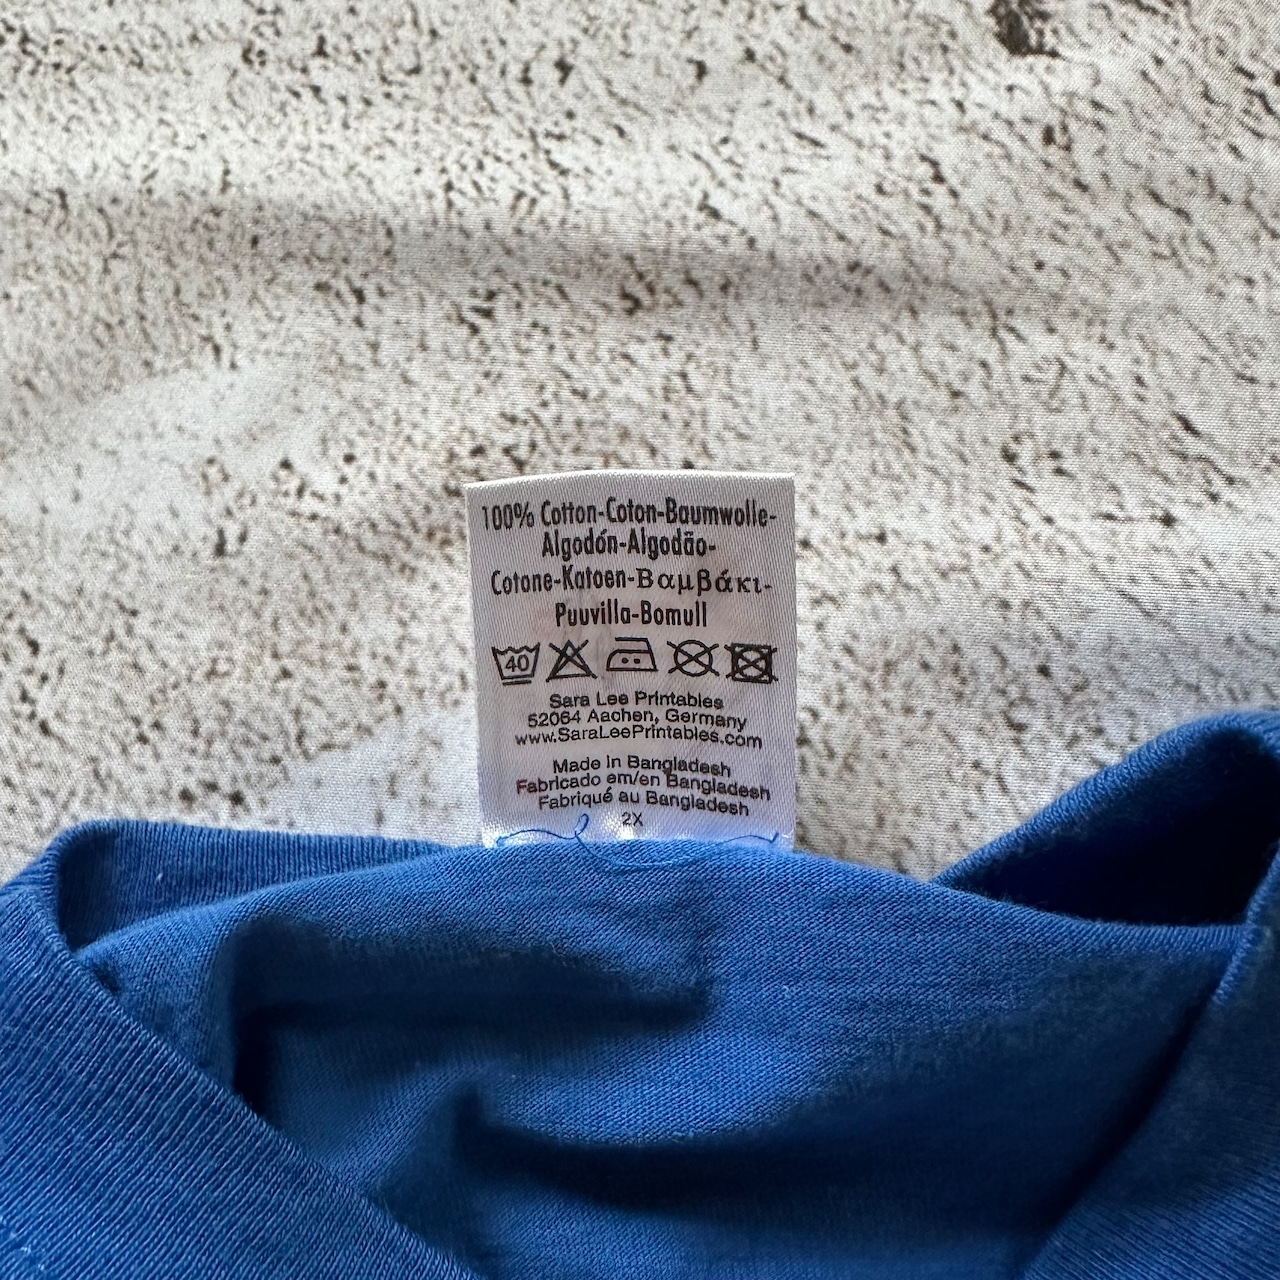 100% Cotton-Coton-Baumwolle-
Algodón-Algodão-
Cotone-Katoen-Βαμβάκι-
Puuvilla-Bomull
40
Sara Lee Printables
52064 Aachen, Germany
www.SaraLeePrintables.com
Made in Bangladesh
Fabricado em/en Bangladesh
Fabriqué au Bangladesh
2X